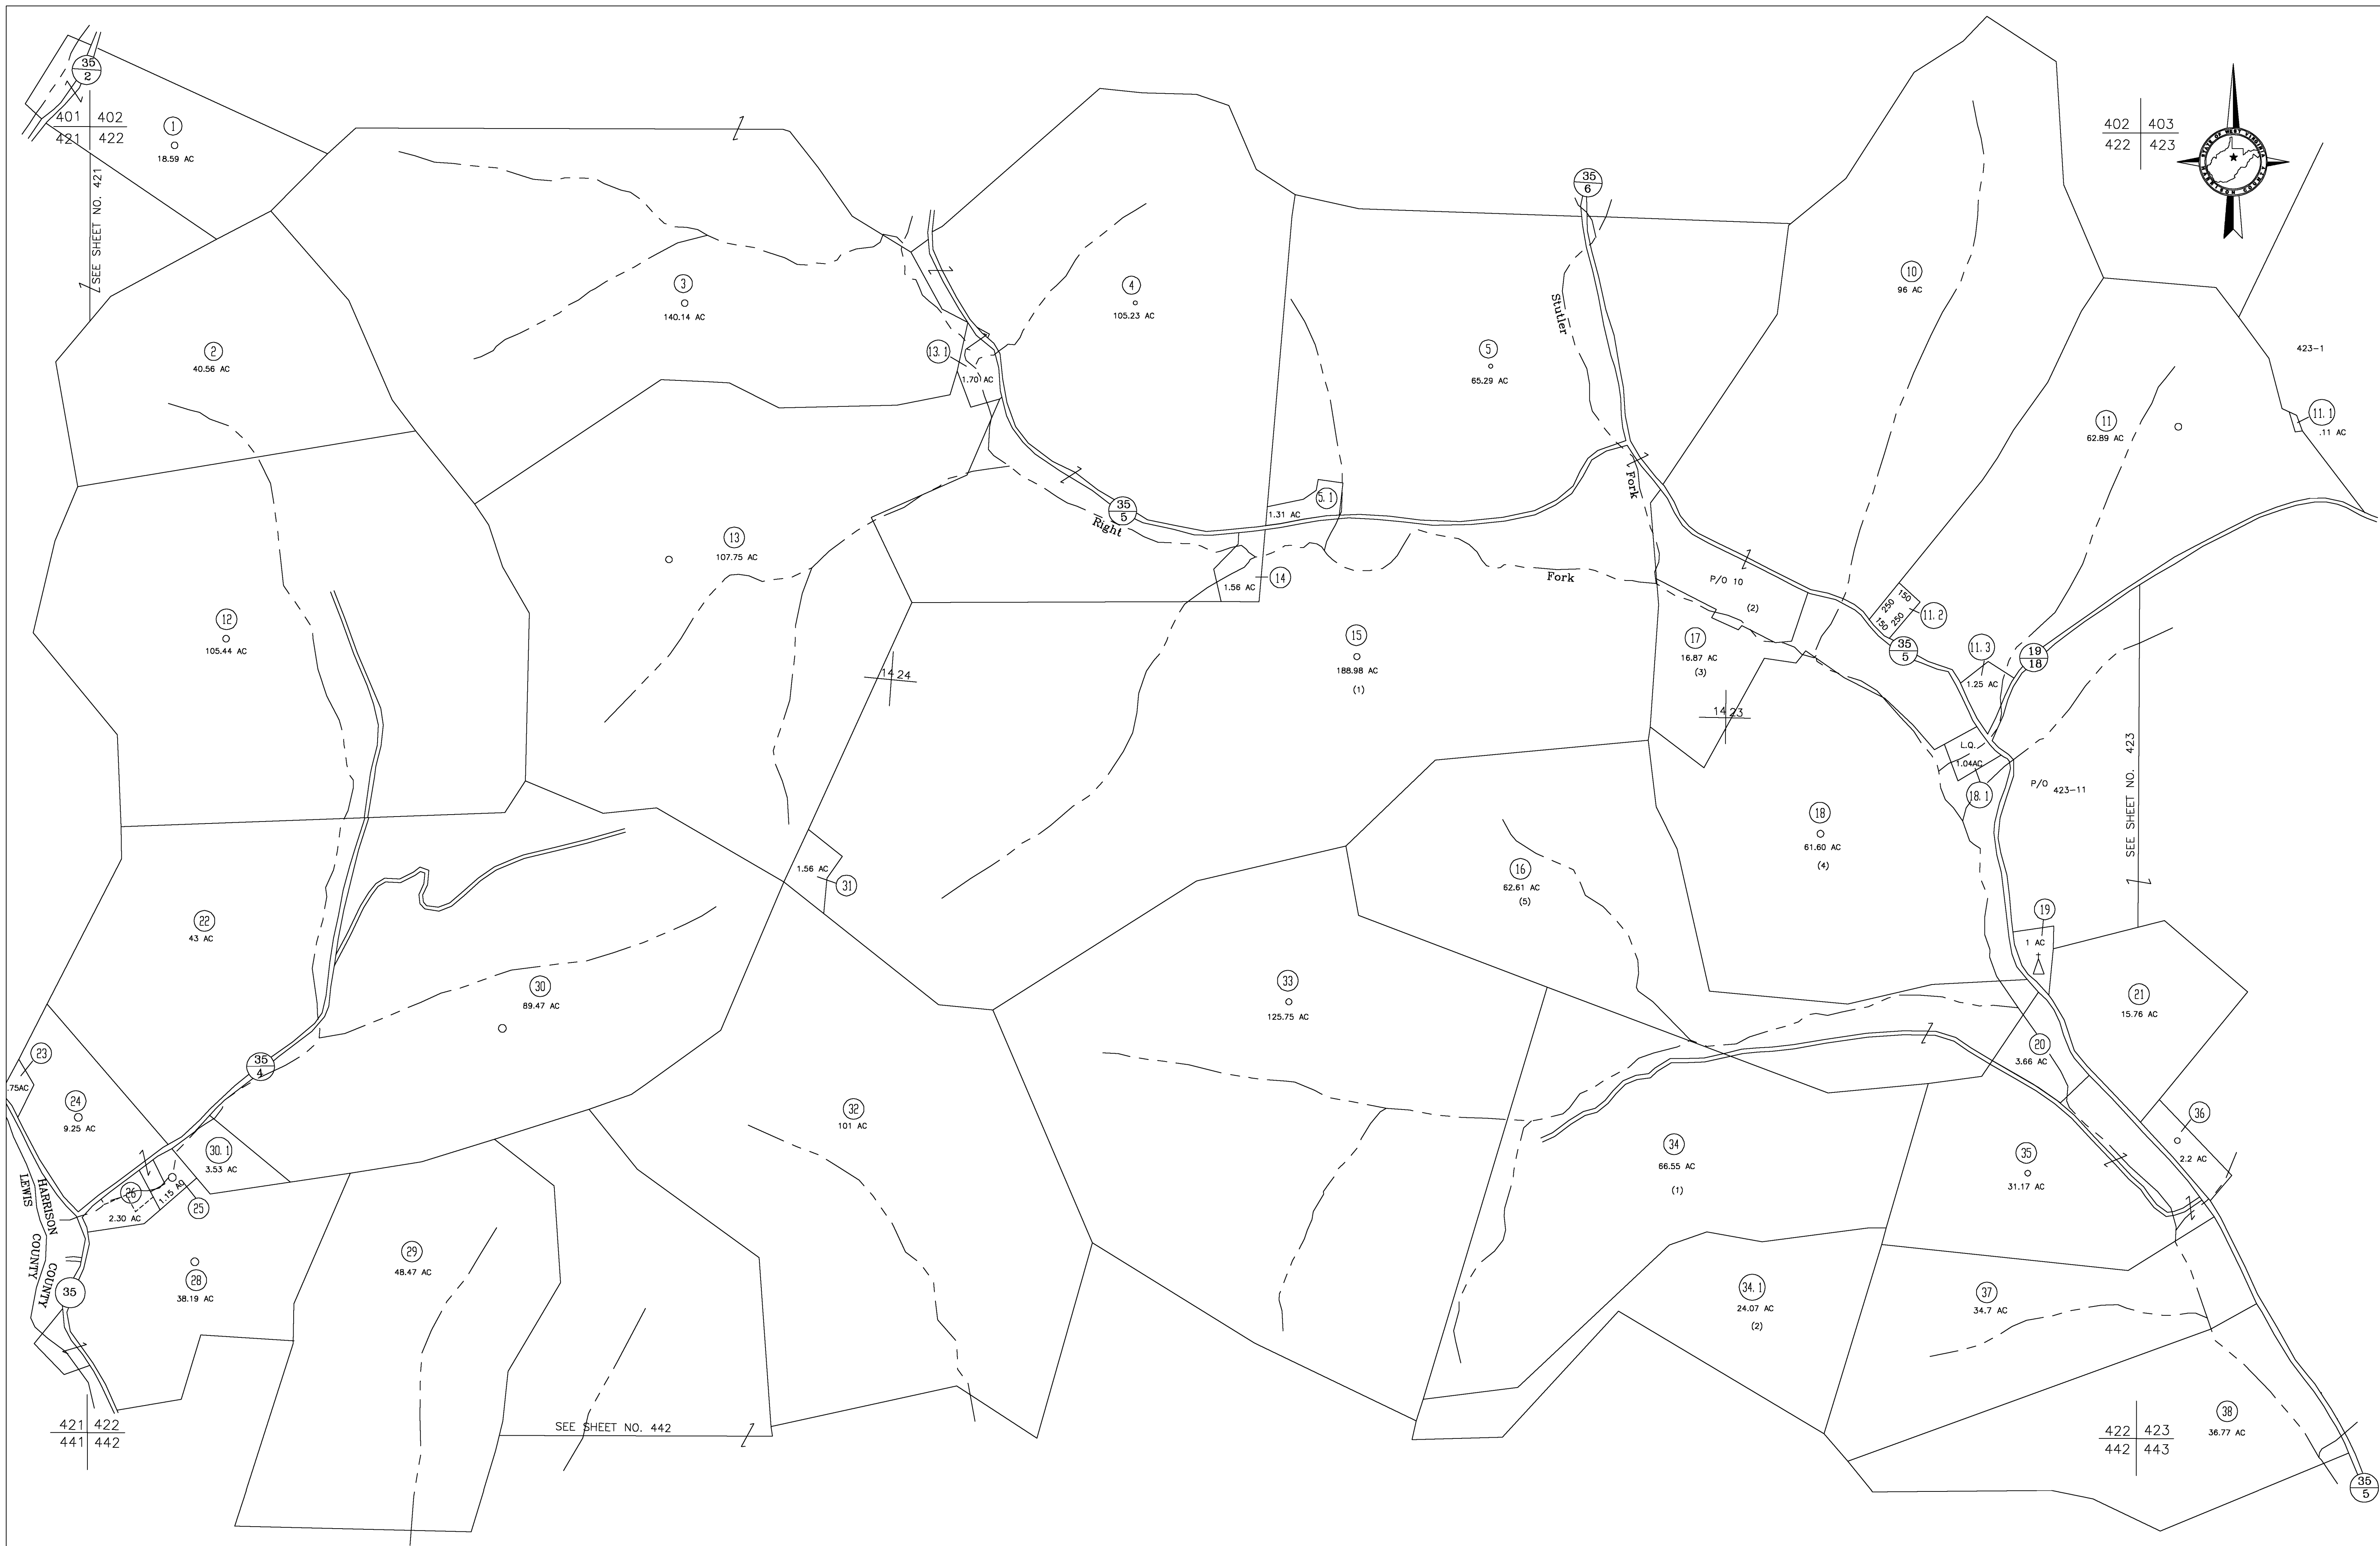 35
2
401 402
421 422
SEE SHEET NO. 421
1
18.59 AC
2
40.56 AC
3
140.14 AC
13.1
1.70 AC
4
105.23 AC
35
6
Stutler
Fork
5
65.29 AC
10
96 AC
402 403
422 423
STATE OF WEST VIRGINIA
HARRISON COUNTY
423-1
11
62.89 AC
11.1
.11 AC
12
105.44 AC
13
107.75 AC
35
5
Right
Fork
5.1
1.31 AC
14
1.56 AC
P/O 10
(2)
150
250
150
250
11.2
35
5
11.3
1.25 AC
19
18
14 24
15
188.98 AC
(1)
17
16.87 AC
(3)
14 23
L.Q.
1.04AC
18.1
P/O 423-11
SEE SHEET NO. 423
18
61.60 AC
(4)
16
62.61 AC
(5)
1.56 AC
31
22
43 AC
30
89.47 AC
33
125.75 AC
19
1 AC
21
15.76 AC
20
3.66 AC
23
.75AC
24
9.25 AC
35
4
30.1
3.53 AC
25
1.15 AC
26
2.30 AC
HARRISON COUNTY
LEWIS COUNTY
28
38.19 AC
35
29
48.47 AC
32
101 AC
34
66.55 AC
(1)
35
31.17 AC
36
2.2 AC
34.1
24.07 AC
(2)
37
34.7 AC
38
36.77 AC
421 422
441 442
SEE SHEET NO. 442
422 423
442 443
35
5